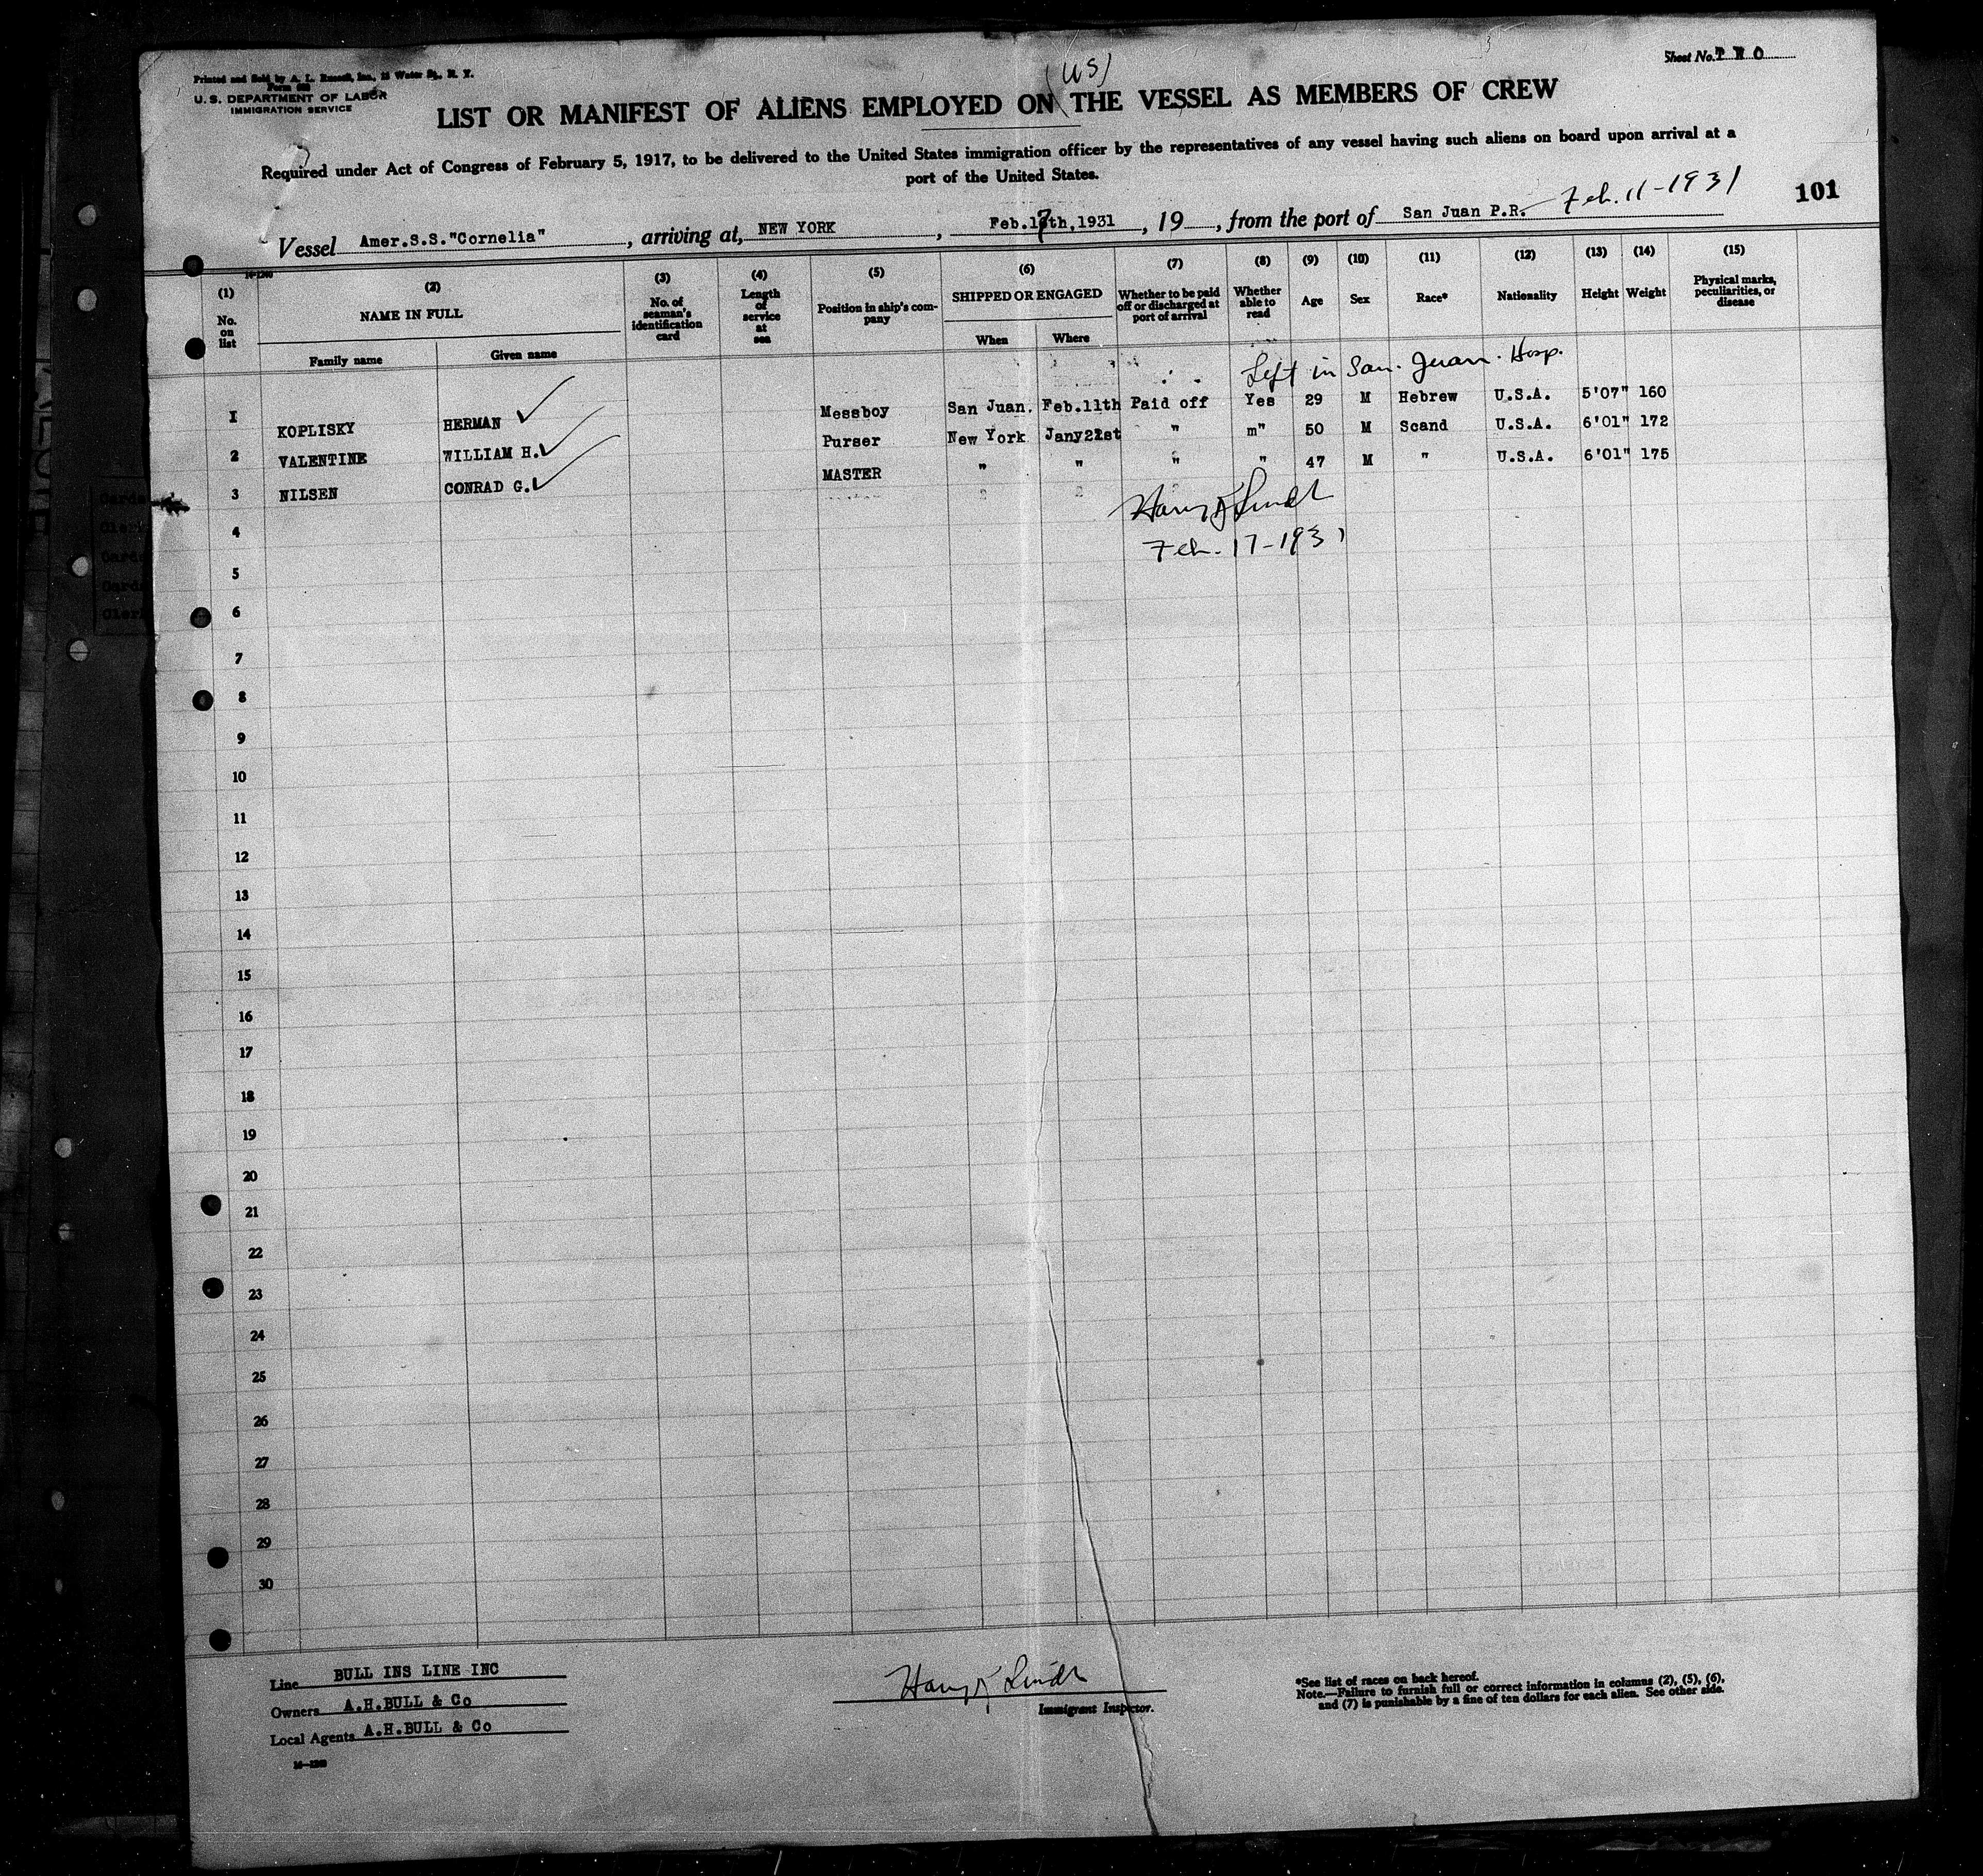 Printed and Sold by A. L. Russell, Inc., Water St., N. Y.
U. S. DEPARTMENT OF LABOR
IMMIGRATION SERVICE
Sheet No. T W O
(US)
LIST OR MANIFEST OF ALIENS EMPLOYED ON THE VESSEL AS MEMBERS OF CREW
Required under Act of Congress of February 5, 1917, to be delivered to the United States immigration officer by the representatives of any vessel having such aliens on board upon arrival at a
port of the United States.
Vessel Amer.S.S."Cornelia", arriving at, NEW YORK, Feb.17th,1931, 19, from the port of San Juan P.R. Feb. 11-1931 101
(1) No. on list (2) NAME IN FULL (3) No. of seaman's identification card (4) Length of service at sea (5) Position in ship's company (6) SHIPPED OR ENGAGED (7) Whether to be paid off or discharged at port of arrival (8) Whether able to read (9) Age (10) Sex (11) Race* (12) Nationality (13) Height (14) Weight (15) Physical marks, peculiarities, or disease
Family name Given name When Where
Left in San Juan Hosp.
1 KOPLISKY HERMAN Messboy San Juan. Feb.11th Paid off Yes 29 M Hebrew U.S.A. 5'07" 160
2 VALENTINE WILLIAM H. Purser New York Jany21st " m" 50 M Scand U.S.A. 6'01" 172
3 NILSEN CONRAD G. MASTER " " " " 47 M " U.S.A. 6'01" 175
4
Feb. 17-1931
5
6
7
8
9
10
11
12
13
14
15
16
17
18
19
20
21
22
23
24
25
26
27
28
29
30
Line BULL INS LINE INC
Owners A.H.BULL & Co
Local Agents A.H.BULL & Co
Immigrant Inspector.
*See list of races on back hereof.
Note.—Failure to furnish full or correct information in columns (2), (5), (6),
and (7) is punishable by a fine of ten dollars for each alien. See other side.